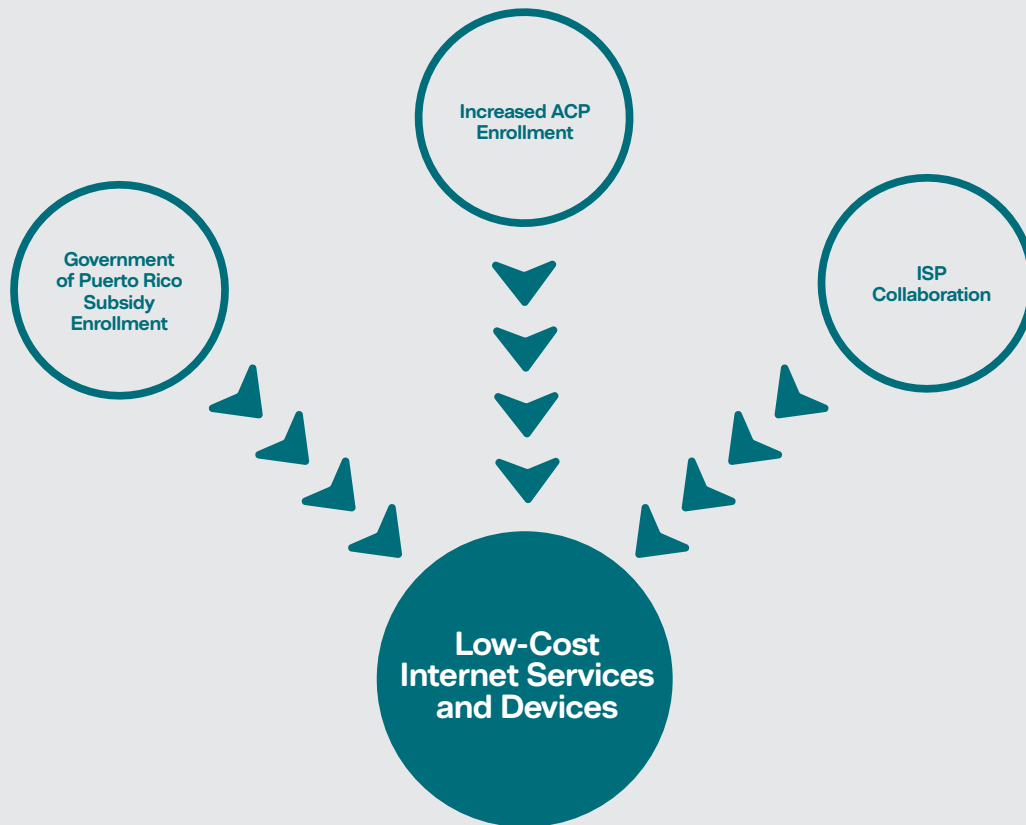 Increased ACP
Enrollment
Government
of Puerto Rico
Subsidy
Enrollment
ISP
Collaboration
Low-Cost
Internet Services
and Devices